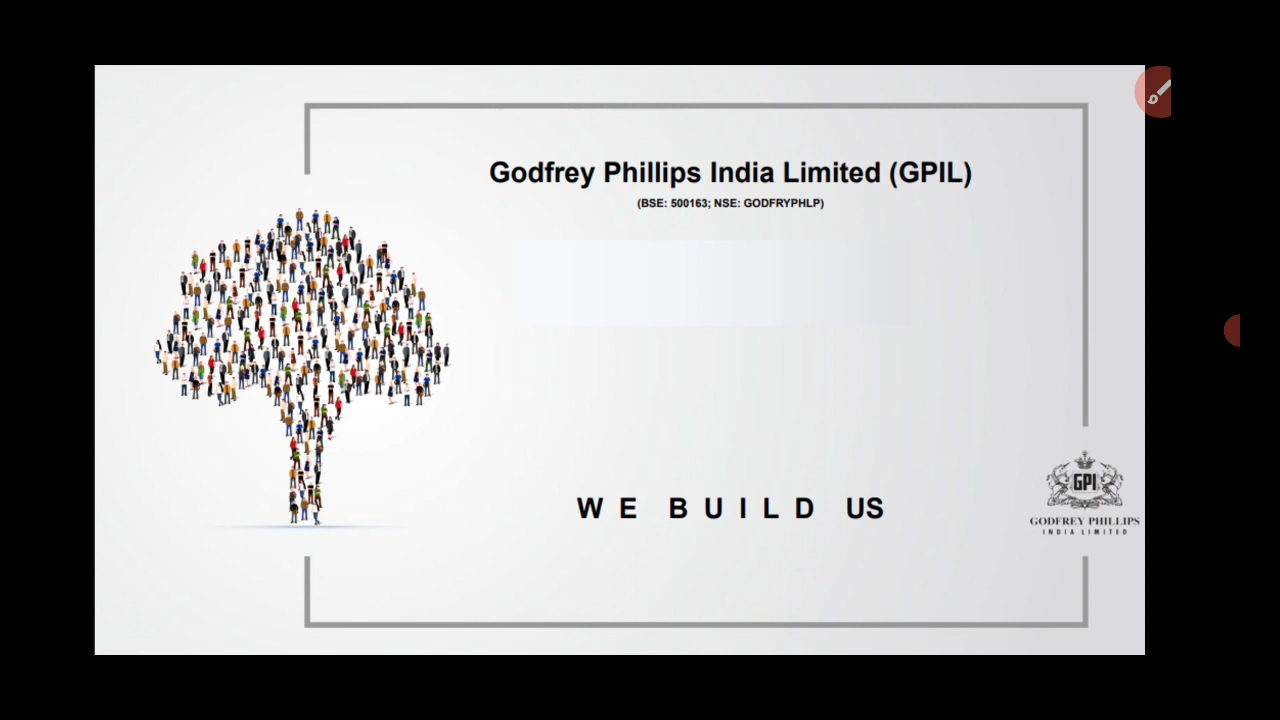 Godfrey Phillips India Limited (GPIL)
(BSE: 500163; NSE: GODFRYPHLP)
W E B U I L D US
GPI
GODFREY PHILLIPS
INDIA LIMITED